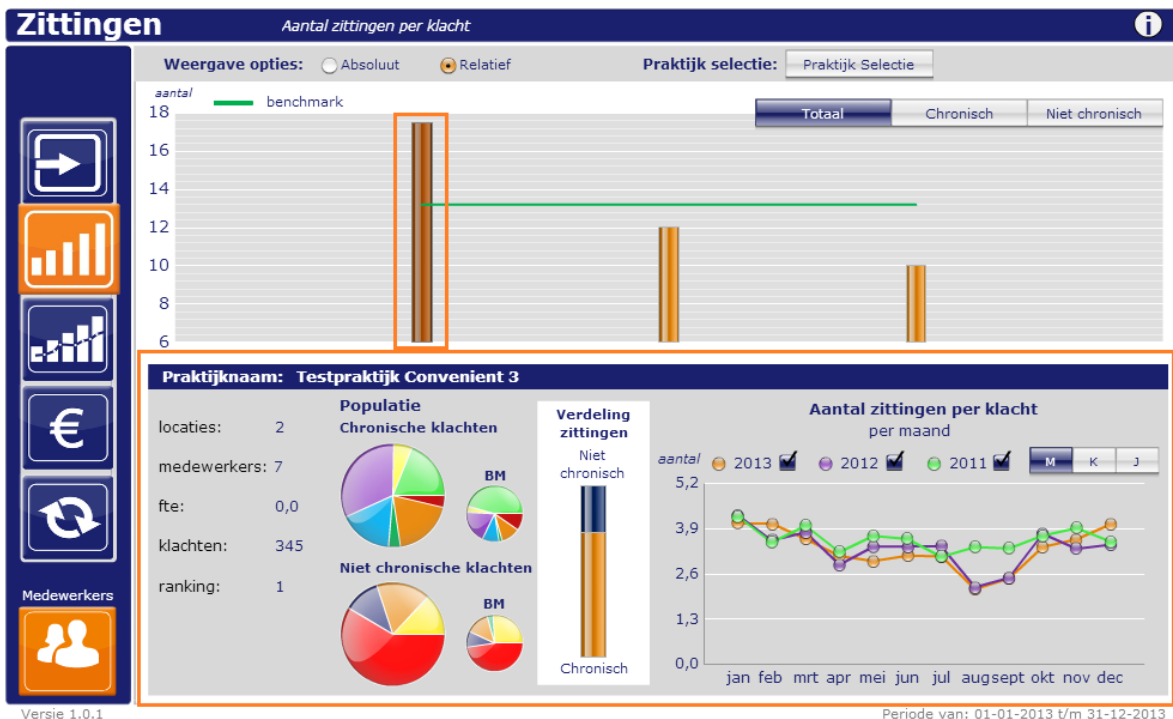 Zittingen
Aantal zittingen per klacht
Weergave opties: Absoluut Relatief Praktijk selectie: Praktijk Selectie
aantal
benchmark
Totaal Chronisch Niet chronisch
18
16
14
12
10
8
6
Praktijknaam: Testpraktijk Convenient 3
locaties: 2
medewerkers: 7
fte: 0,0
klachten: 345
ranking: 1
Populatie
Chronische klachten
BM
Niet chronische klachten
BM
Verdeling
zittingen
Niet
chronisch
Chronisch
Aantal zittingen per klacht
per maand
aantal 2013 2012 2011 M K J
5,2
3,9
2,6
1,3
0,0
jan feb mrt apr mei jun jul aug sept okt nov dec
Medewerkers
Versie 1.0.1
Periode van: 01-01-2013 t/m 31-12-2013